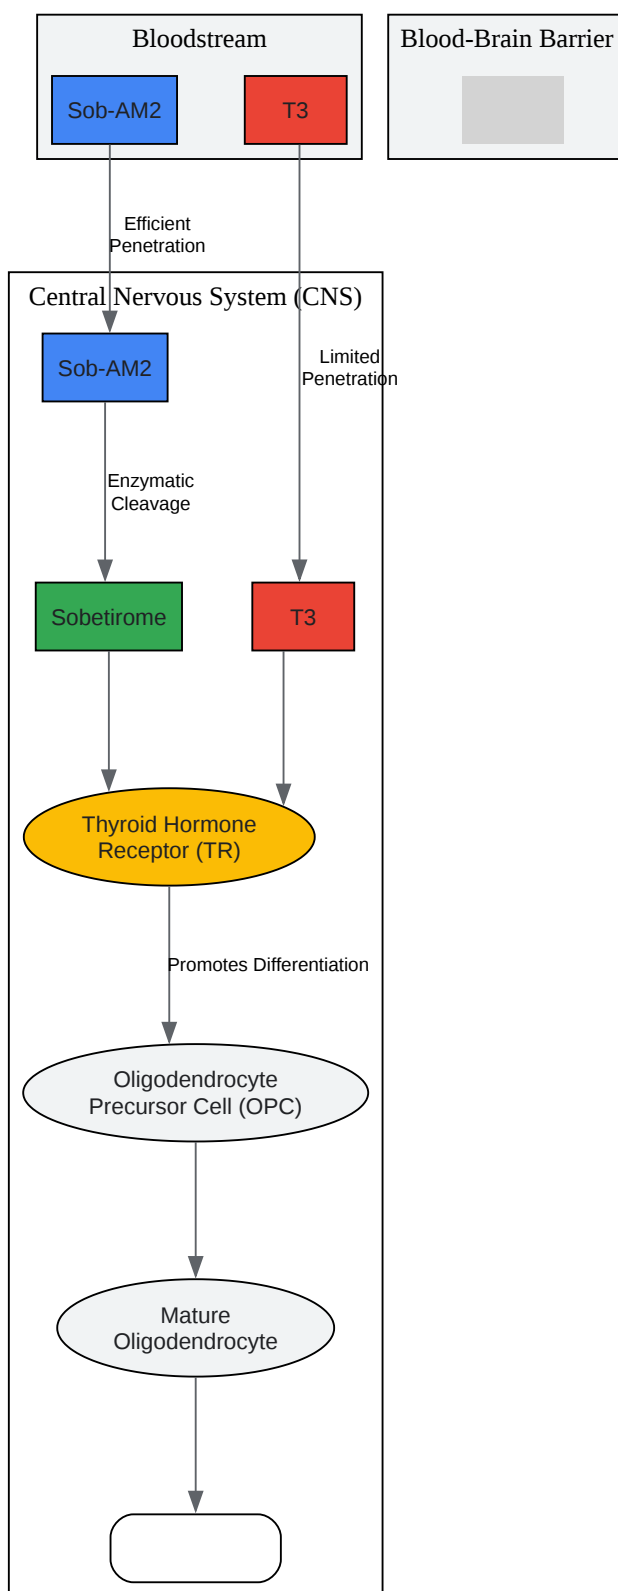 Bloodstream
Blood-Brain Barrier
Sob-AM2
T3
Efficient
Penetration
Central Nervous System (CNS)
Sob-AM2
Limited
Penetration
Enzymatic
Cleavage
Sobetirome
T3
Thyroid Hormone
Receptor (TR)
Promotes Differentiation
Oligodendrocyte
Precursor Cell (OPC)
Mature
Oligodendrocyte